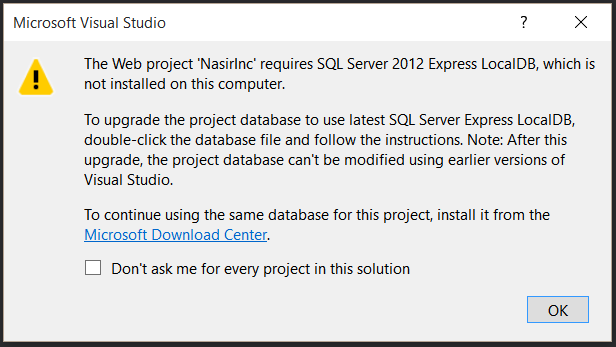 Microsoft Visual Studio
?
The Web project 'NasirInc' requires SQL Server 2012 Express LocalDB, which is
not installed on this computer.
To upgrade the project database to use latest SQL Server Express LocalDB,
double-click the database file and follow the instructions. Note: After this
upgrade, the project database can't be modified using earlier versions of
Visual Studio.
To continue using the same database for this project, install it from the
Microsoft Download Center.
Don't ask me for every project in this solution
OK